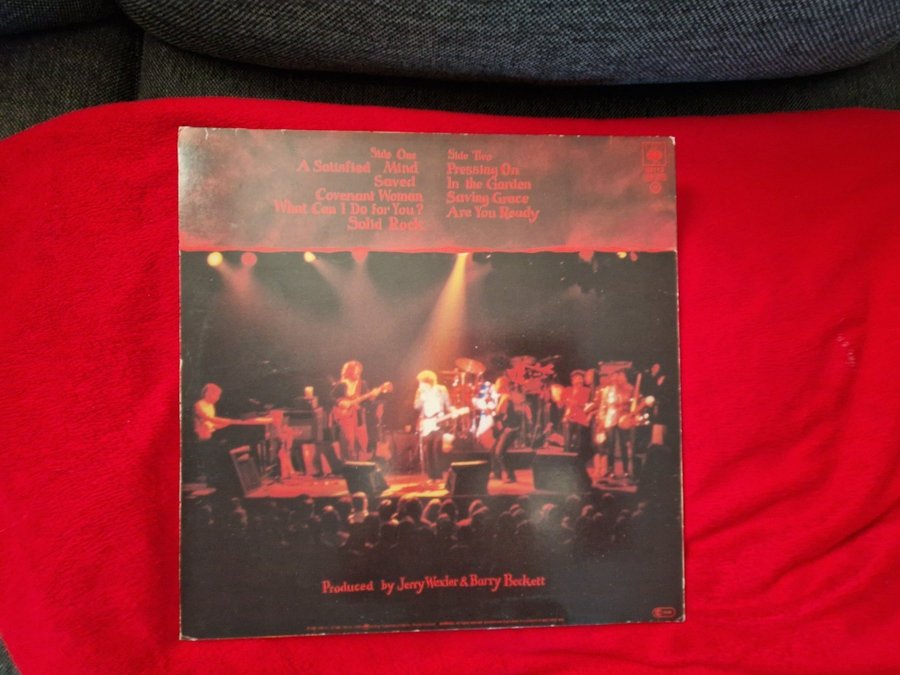 Side One
A Satisfied Mind
Saved
Covenant Woman
What Can I Do for You?
Solid Rock
Side Two
Pressing On
In the Garden
Saving Grace
Are You Ready
Produced by Jerry Wexler & Barry Beckett